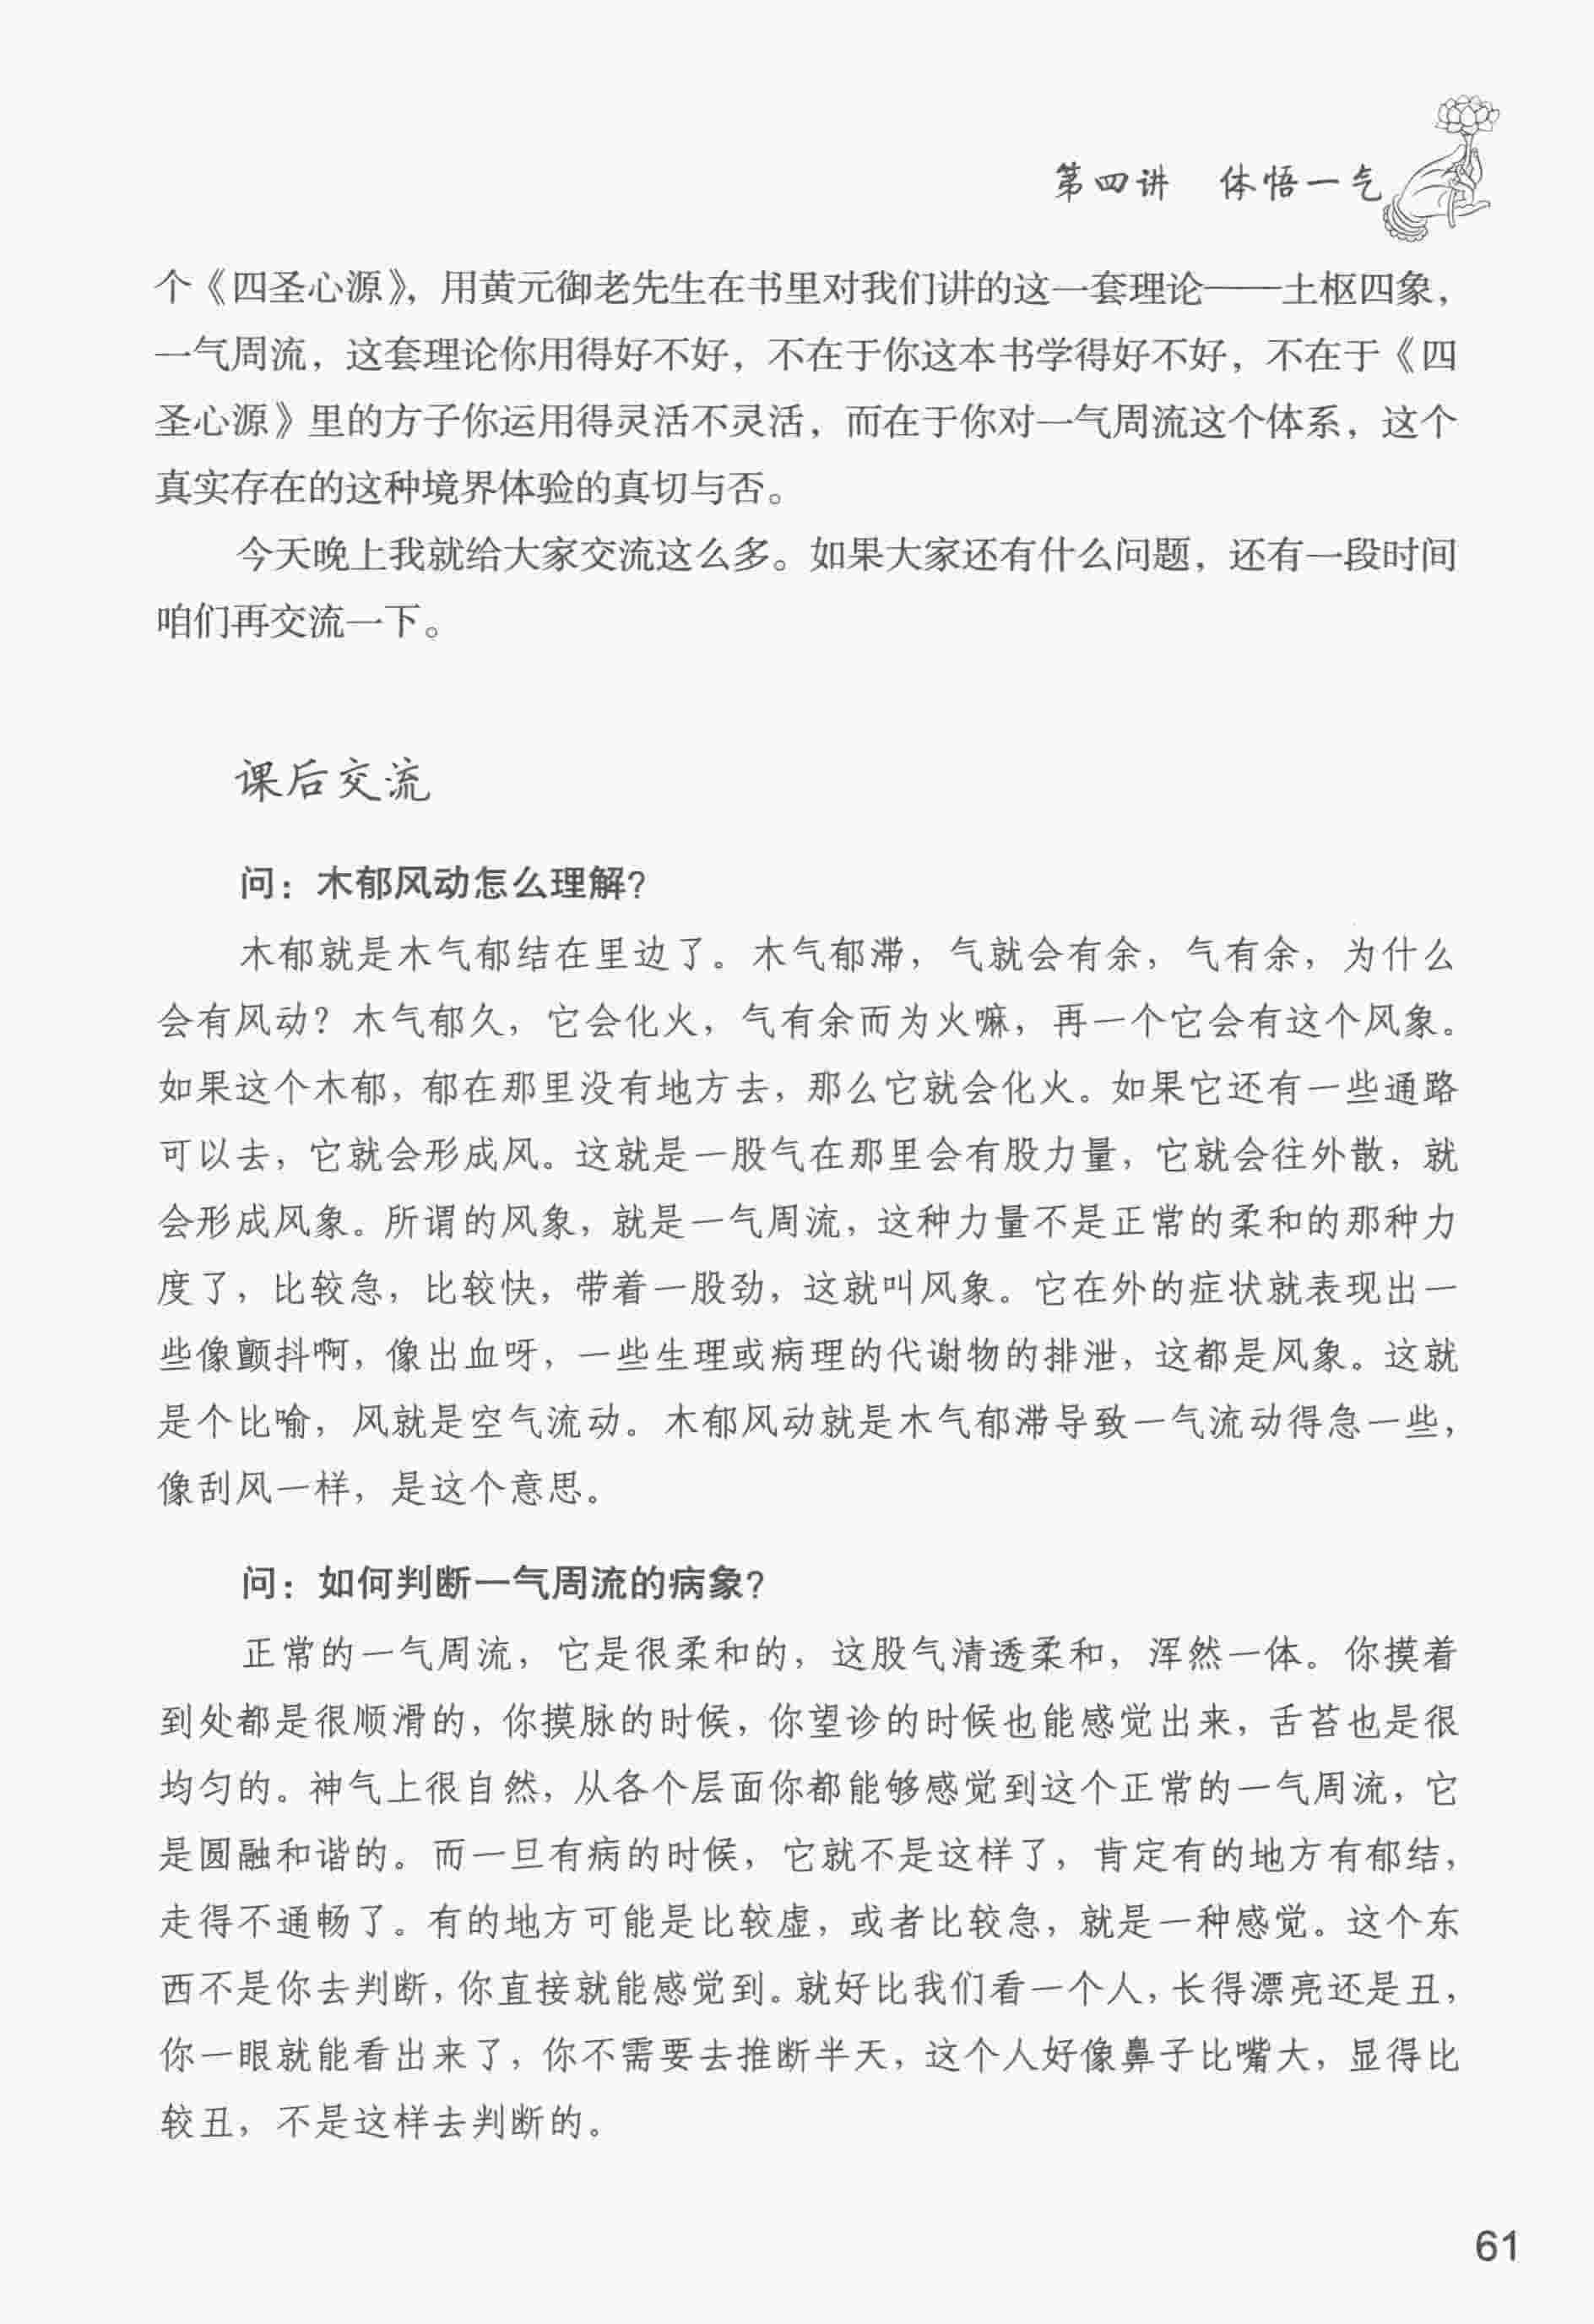 第四讲　体悟一气
个《四圣心源》，用黄元御老先生在书里对我们讲的这一套理论——土枢四象，
一气周流，这套理论你用得好不好，不在于你这本书学得好不好，不在于《四
圣心源》里的方子你运用得灵活不灵活，而在于你对一气周流这个体系，这个
真实存在的这种境界体验的真切与否。
今天晚上我就给大家交流这么多。如果大家还有什么问题，还有一段时间
咱们再交流一下。
课后交流
问：木郁风动怎么理解？
木郁就是木气郁结在里边了。木气郁滞，气就会有余，气有余，为什么
会有风动？木气郁久，它会化火，气有余而为火嘛，再一个它会有这个风象。
如果这个木郁，郁在那里没有地方去，那么它就会化火。如果它还有一些通路
可以去，它就会形成风。这就是一股气在那里会有股力量，它就会往外散，就
会形成风象。所谓的风象，就是一气周流，这种力量不是正常的柔和的那种力
度了，比较急，比较快，带着一股劲，这就叫风象。它在外的症状就表现出一
些像颤抖啊，像出血呀，一些生理或病理的代谢物的排泄，这都是风象。这就
是个比喻，风就是空气流动。木郁风动就是木气郁滞导致一气流动得急一些，
像刮风一样，是这个意思。
问：如何判断一气周流的病象？
正常的一气周流，它是很柔和的，这股气清透柔和，浑然一体。你摸着
到处都是很顺滑的，你摸脉的时候，你望诊的时候也能感觉出来，舌苔也是很
均匀的。神气上很自然，从各个层面你都能够感觉到这个正常的一气周流，它
是圆融和谐的。而一旦有病的时候，它就不是这样了，肯定有的地方有郁结，
走得不通畅了。有的地方可能是比较虚，或者比较急，就是一种感觉。这个东
西不是你去判断，你直接就能感觉到。就好比我们看一个人，长得漂亮还是丑，
你一眼就能看出来了，你不需要去推断半天，这个人好像鼻子比嘴大，显得比
较丑，不是这样去判断的。
61